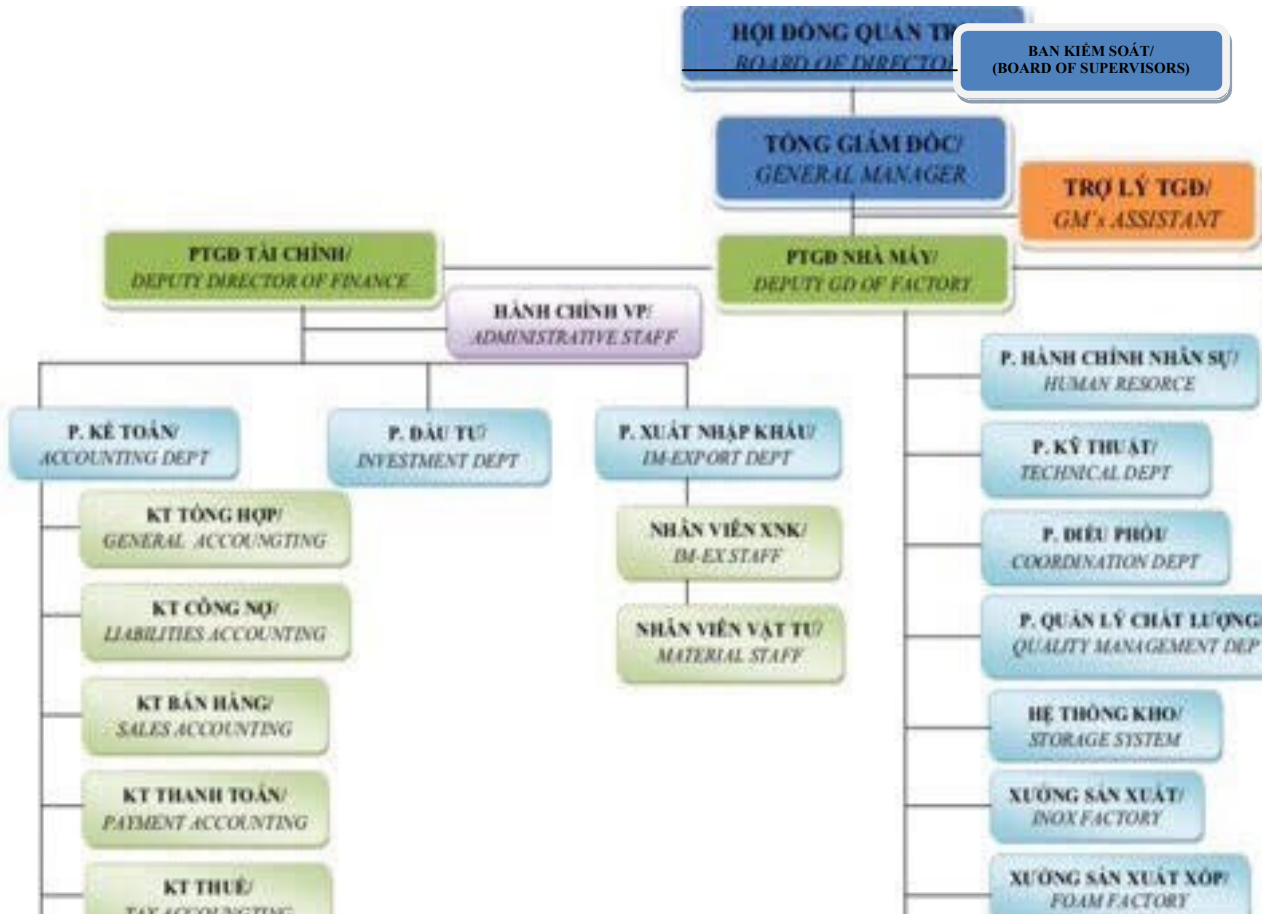 HỘI ĐỒNG QUẢN TR
BOARD OF DIRECTO
BAN KIỂM SOÁT/
(BOARD OF SUPERVISORS)
TỔNG GIÁM ĐỐC/
GENERAL MANAGER
TRỢ LÝ TGĐ/
GM's ASSISTANT
PTGĐ TÀI CHÍNH/
DEPUTY DIRECTOR OF FINANCE
PTGĐ NHÀ MÁY/
DEPUTY GD OF FACTORY
HÀNH CHÍNH VP/
ADMINISTRATIVE STAFF
P. KẾ TOÁN/
ACCOUNTING DEPT
P. ĐẦU TƯ/
INVESTMENT DEPT
P. XUẤT NHẬP KHẨU/
IM-EXPORT DEPT
KT TỔNG HỢP/
GENERAL ACCOUNGTING
KT CÔNG NỢ/
LIABILITIES ACCOUNTING
KT BÁN HÀNG/
SALES ACCOUNTING
KT THANH TOÁN/
PAYMENT ACCOUNTING
KT THUẾ/
TAX ACCOUNGTING
NHÂN VIÊN XNK/
IM-EX STAFF
NHÂN VIÊN VẬT TƯ/
MATERIAL STAFF
P. HÀNH CHÍNH NHÂN SỰ/
HUMAN RESORCE
P. KỸ THUẬT/
TECHNICAL DEPT
P. ĐIỀU PHỐI/
COORDINATION DEPT
P. QUẢN LÝ CHẤT LƯỢNG/
QUALITY MANAGEMENT DEP
HỆ THỐNG KHO/
STORAGE SYSTEM
XƯỞNG SẢN XUẤT/
INOX FACTORY
XƯỞNG SẢN XUẤT XỐP/
FOAM FACTORY